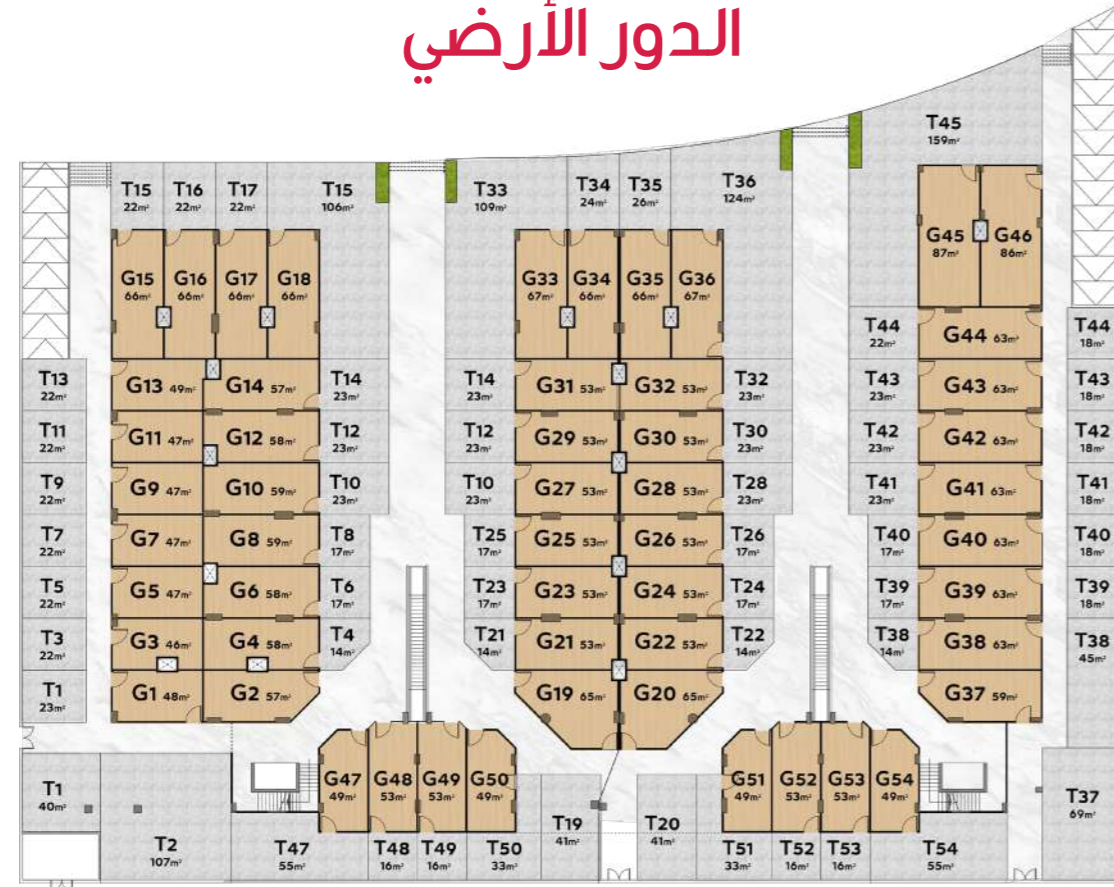 الدور الأرضي
T45
159m²
T15
22m²
T16
22m²
T17
22m²
T15
106m²
T33
109m²
T34
24m²
T35
26m²
T36
124m²
G15
66m²
G16
66m²
G17
66m²
G18
66m²
G33
67m²
G34
66m²
G35
66m²
G36
67m²
G45
87m²
G46
86m²
T44
22m²
G44 63m²
T44
18m²
T13
22m²
G13 49m²
G14 57m²
T14
23m²
T14
23m²
G31 53m²
G32 53m²
T32
23m²
T43
23m²
G43 63m²
T43
18m²
T11
22m²
G11 47m²
G12 58m²
T12
23m²
T12
23m²
G29 53m²
G30 53m²
T30
23m²
T42
23m²
G42 63m²
T42
18m²
T9
22m²
G9 47m²
G10 59m²
T10
23m²
T10
23m²
G27 53m²
G28 53m²
T28
23m²
T41
23m²
G41 63m²
T41
18m²
T7
22m²
G7 47m²
G8 59m²
T8
17m²
T25
17m²
G25 53m²
G26 53m²
T26
17m²
T40
17m²
G40 63m²
T40
18m²
T5
22m²
G5 47m²
G6 58m²
T6
17m²
T23
17m²
G23 53m²
G24 53m²
T24
17m²
T39
17m²
G39 63m²
T39
18m²
T3
22m²
G3 46m²
G4 58m²
T4
14m²
T21
14m²
G21 53m²
G22 53m²
T22
14m²
T38
14m²
G38 63m²
T38
45m²
T1
23m²
G1 48m²
G2 57m²
G19 65m²
G20 65m²
G37 59m²
G47
49m²
G48
53m²
G49
53m²
G50
49m²
G51
49m²
G52
53m²
G53
53m²
G54
49m²
T1
40m²
T37
69m²
T2
107m²
T47
55m²
T48
16m²
T49
16m²
T50
33m²
T19
41m²
T20
41m²
T51
33m²
T52
16m²
T53
16m²
T54
55m²